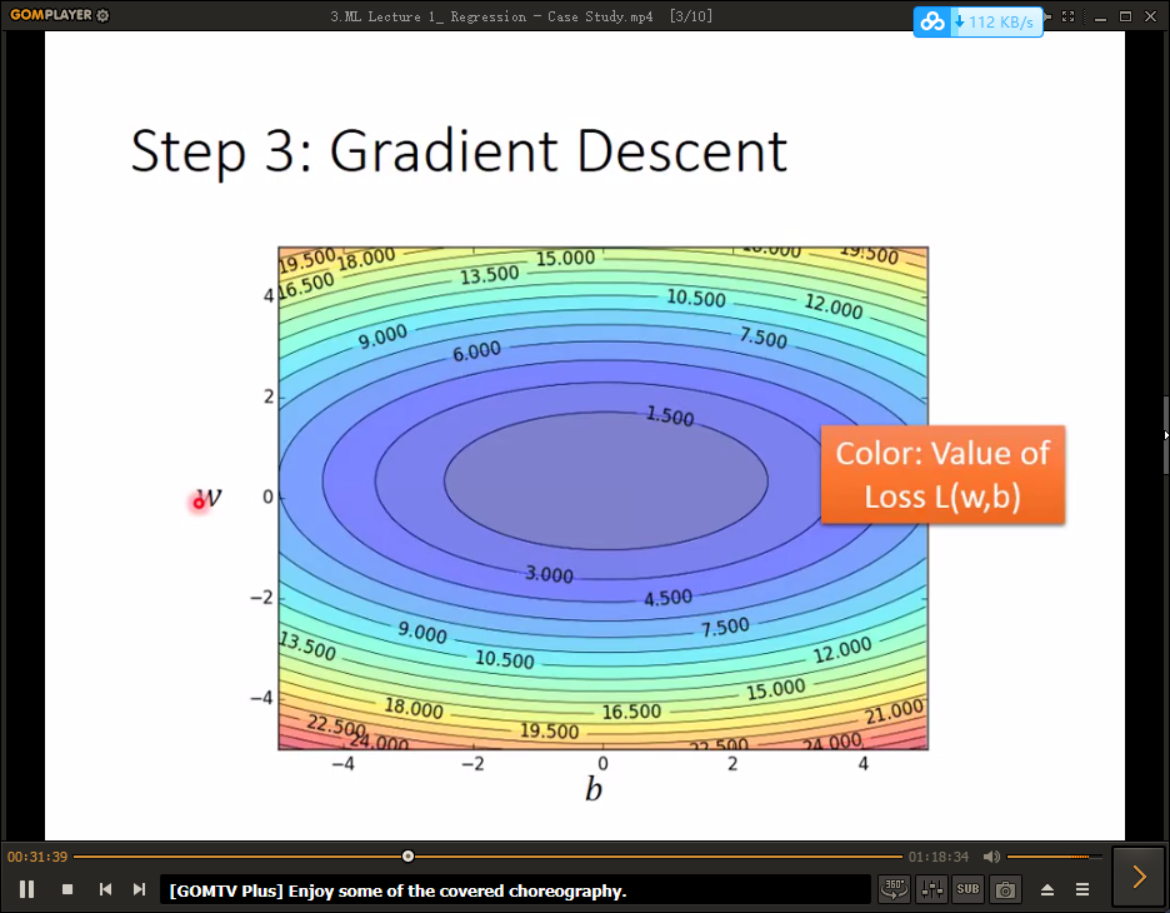 GOMPLAYER
3.ML Lecture 1_ Regression – Case Study.mp4 [3/10]
112 KB/s
Step 3: Gradient Descent
19.500 18.000 15.000 18.000 19.500
16.500 13.500
4
10.500 12.000
9.000 6.000 7.500
2
1.500
Color: Value of
Loss L(w,b)
w 0
3.000
4.500
−2
9.000 7.500
13.500 10.500 12.000
15.000
−4
18.000 16.500 21.000
22.500 19.500
24.000 22.500 24.000
−4 −2 0 2 4
b
00:31:39 01:18:34
[GOMTV Plus] Enjoy some of the covered choreography.
360°
SUB